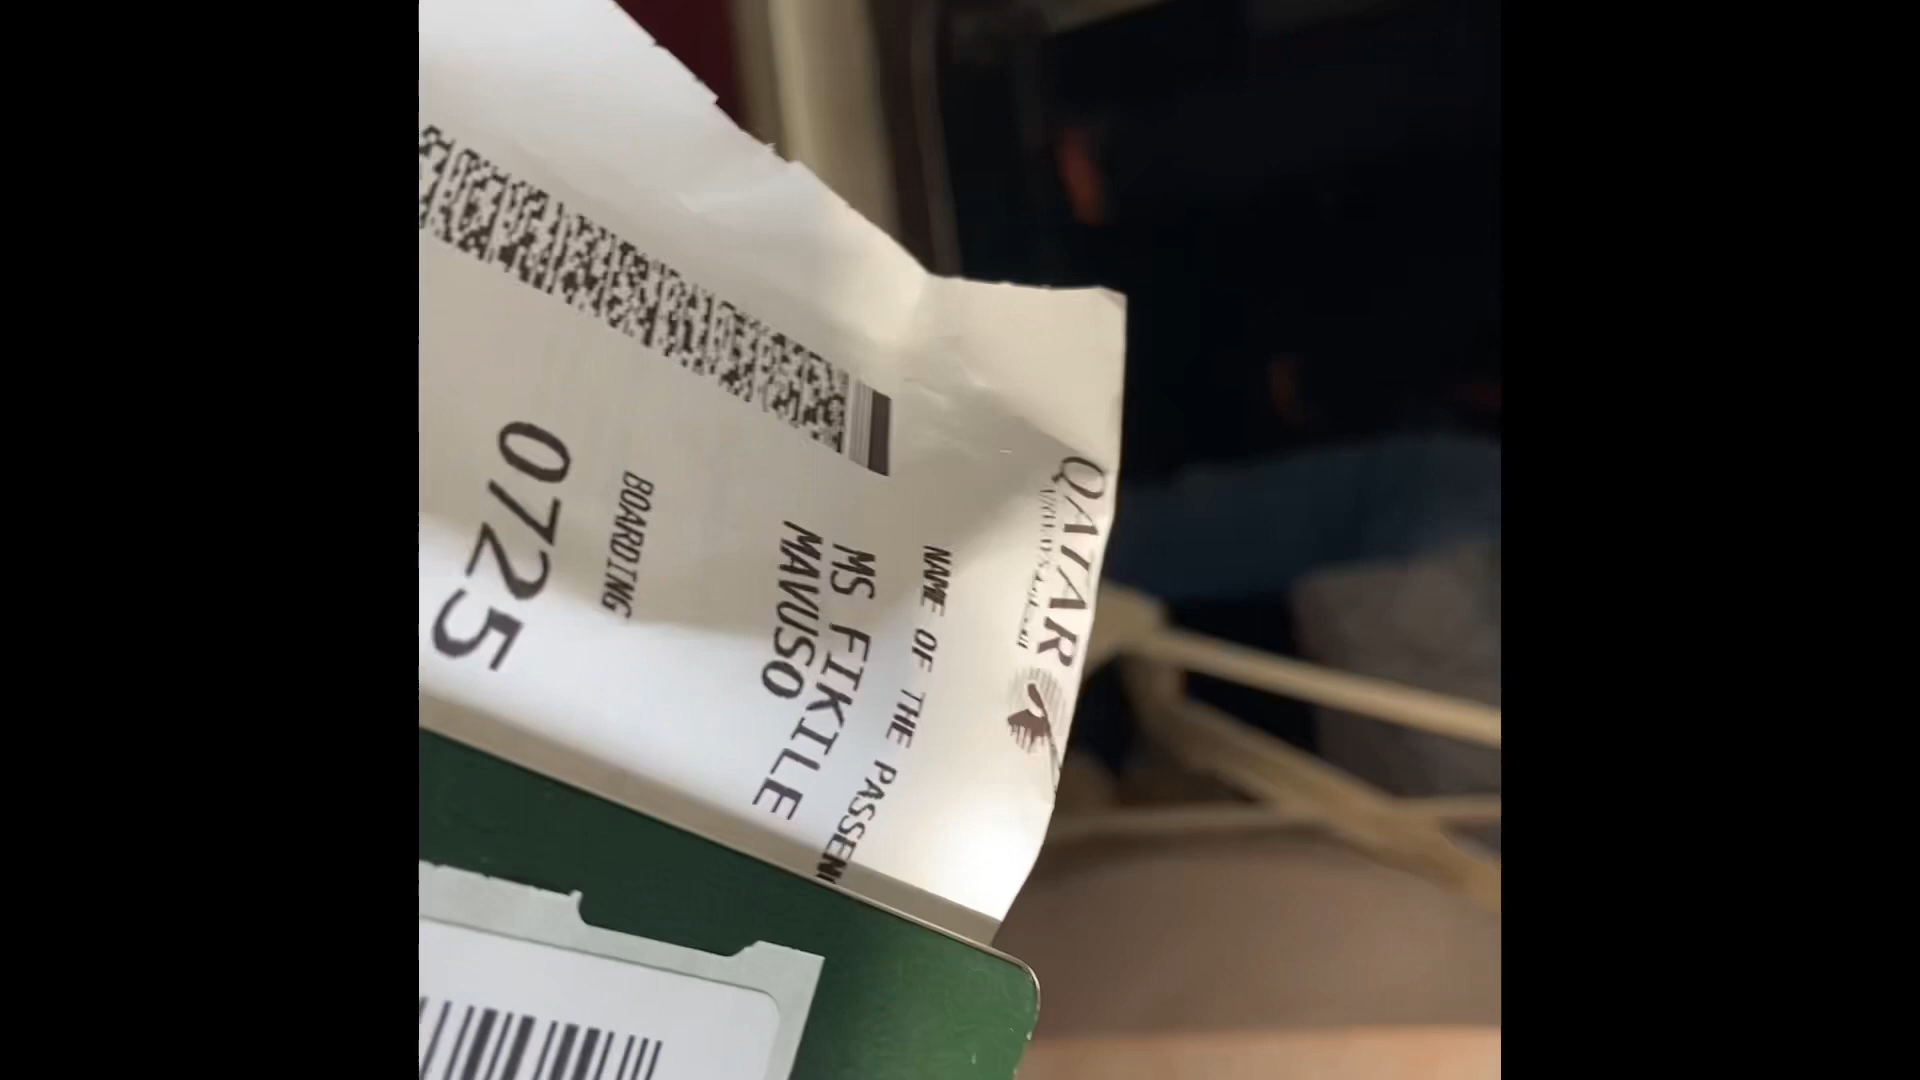 QATAR
NAME OF THE PASSEN
MS FIKILE
MAVUSO
BOARDING
0725